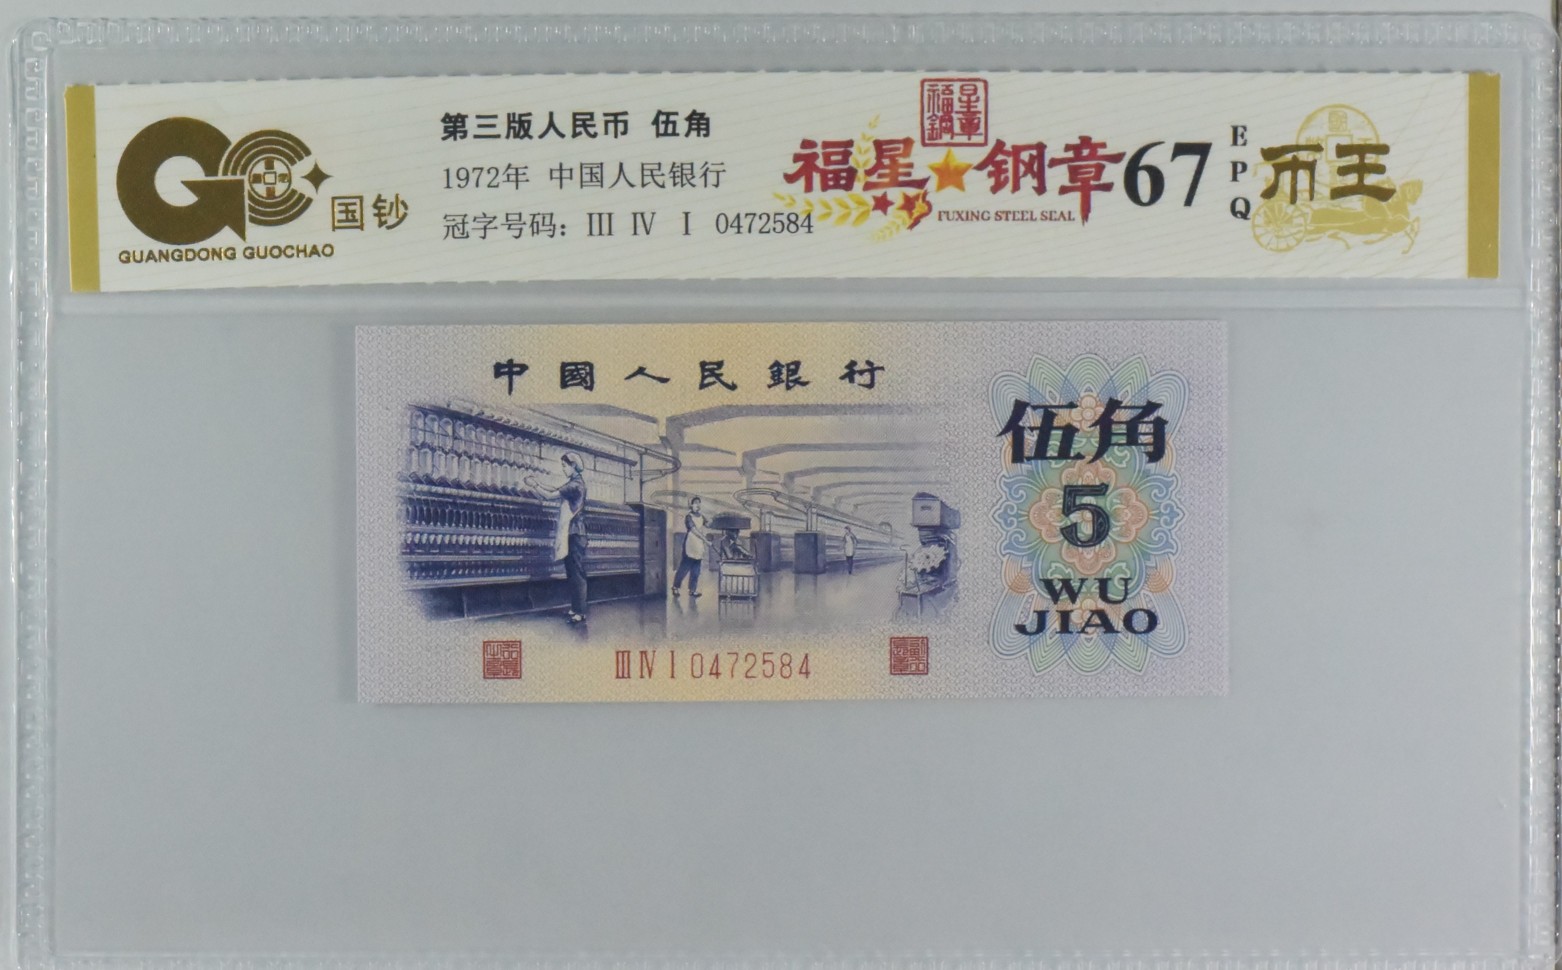 GUANGDONG GUOCHAO
国钞
第三版人民币 伍角
1972年 中国人民银行
冠字号码：Ⅲ Ⅳ Ⅰ 0472584
福星鋼章
福星★钢章
FUXING STEEL SEAL
67
EPQ
币王
中國人民銀行
伍角
5
WU
JIAO
Ⅲ Ⅳ Ⅰ 0472584